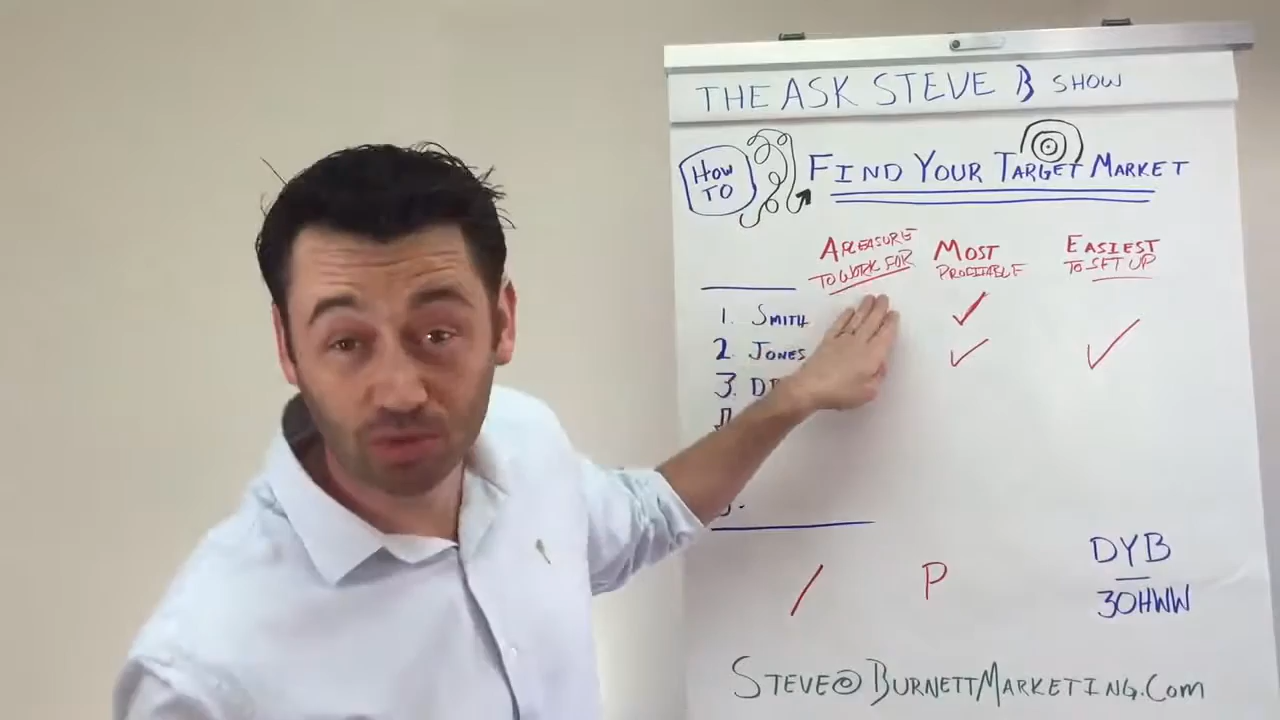 THE ASK STEVE B SHOW
HOW TO
FIND YOUR TARGET MARKET
A PLEASURE TO WORK FOR
MOST PROFITABLE
EASIEST TO SET UP
1. SMITH
2 JONES
3. D
/ P
DYB
30HWW
STEVE@BURNETTMARKETING.COM